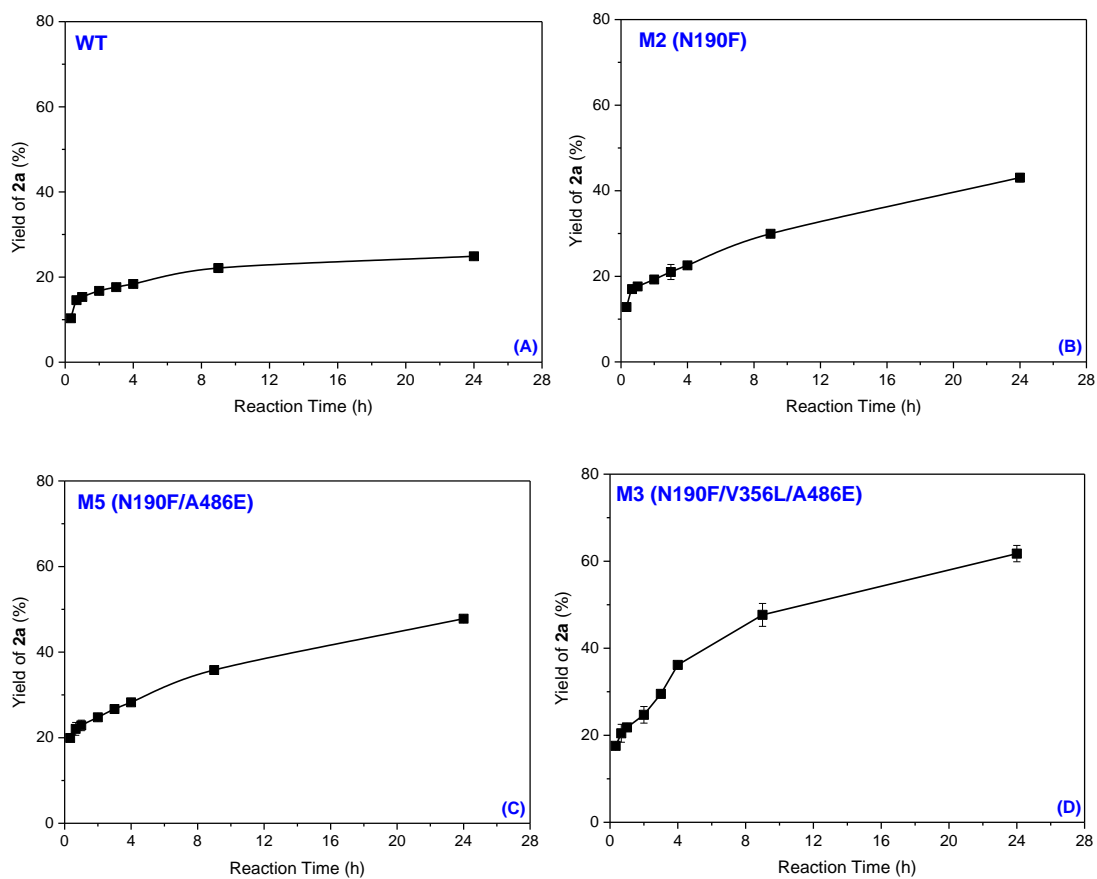 WT
80
60
40
20
0
Yield of 2a (%)
0 4 8 12 16 20 24 28
Reaction Time (h)
(A)
M2 (N190F)
80
60
40
20
0
Yield of 2a (%)
0 4 8 12 16 20 24 28
Reaction Time (h)
(B)
M5 (N190F/A486E)
80
60
40
20
0
Yield of 2a (%)
0 4 8 12 16 20 24 28
Reaction Time (h)
(C)
M3 (N190F/V356L/A486E)
80
60
40
20
0
Yield of 2a (%)
0 4 8 12 16 20 24 28
Reaction Time (h)
(D)